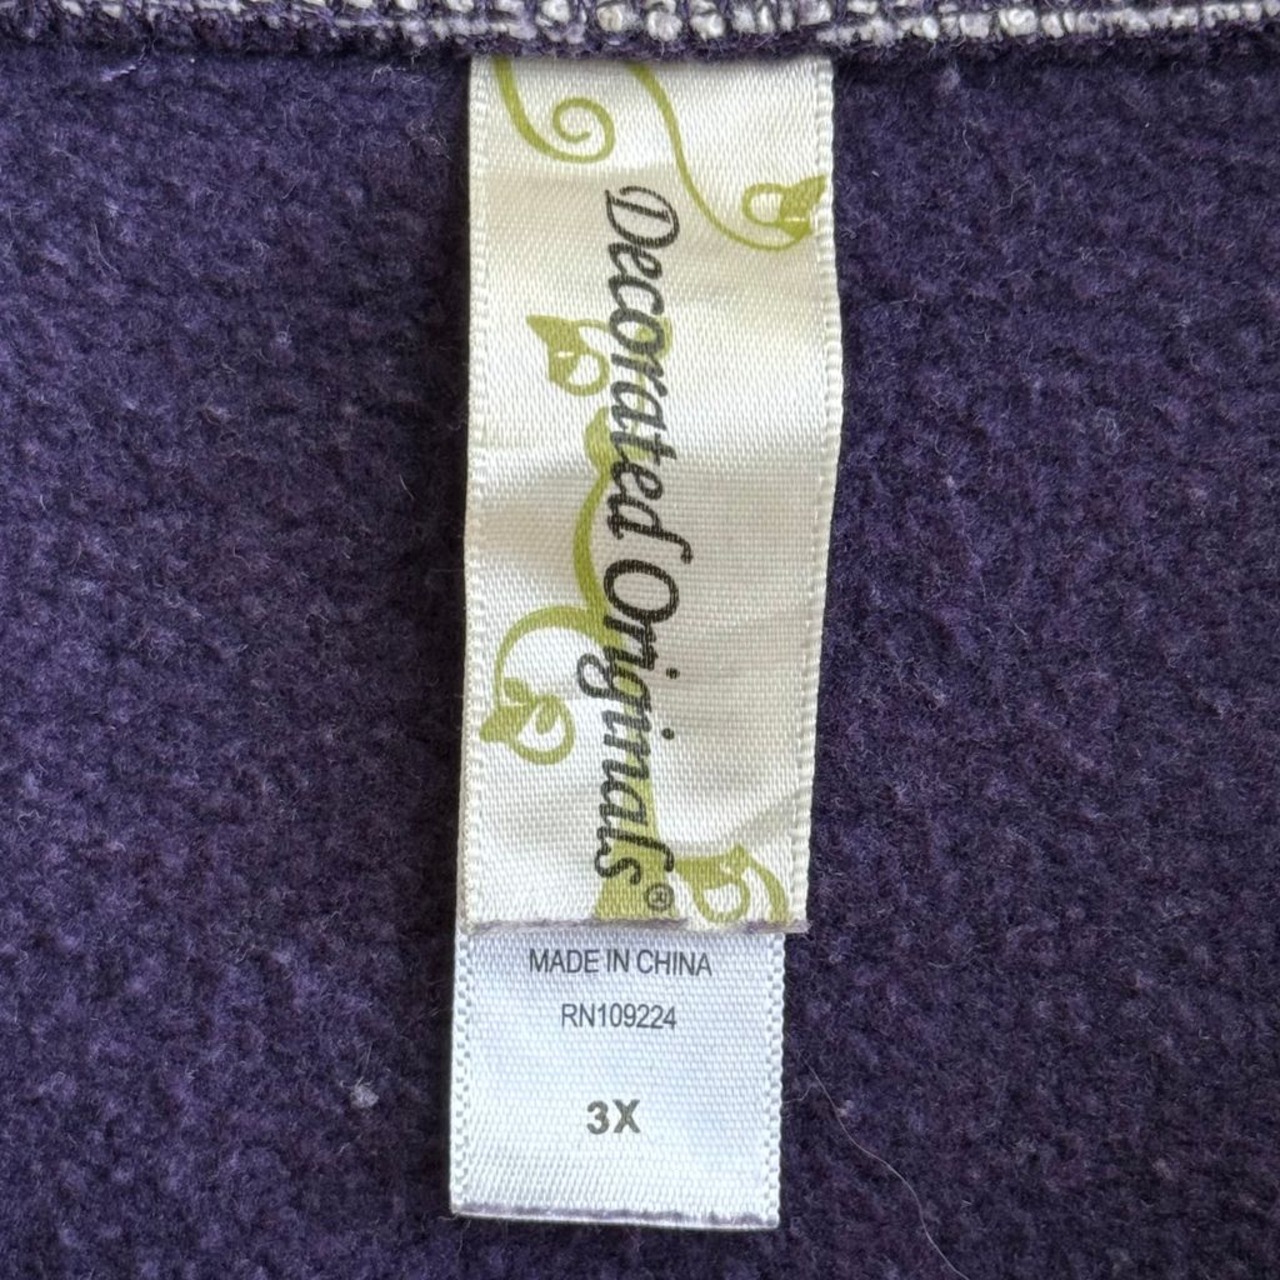 Decorated Originals®
MADE IN CHINA
RN109224
3X